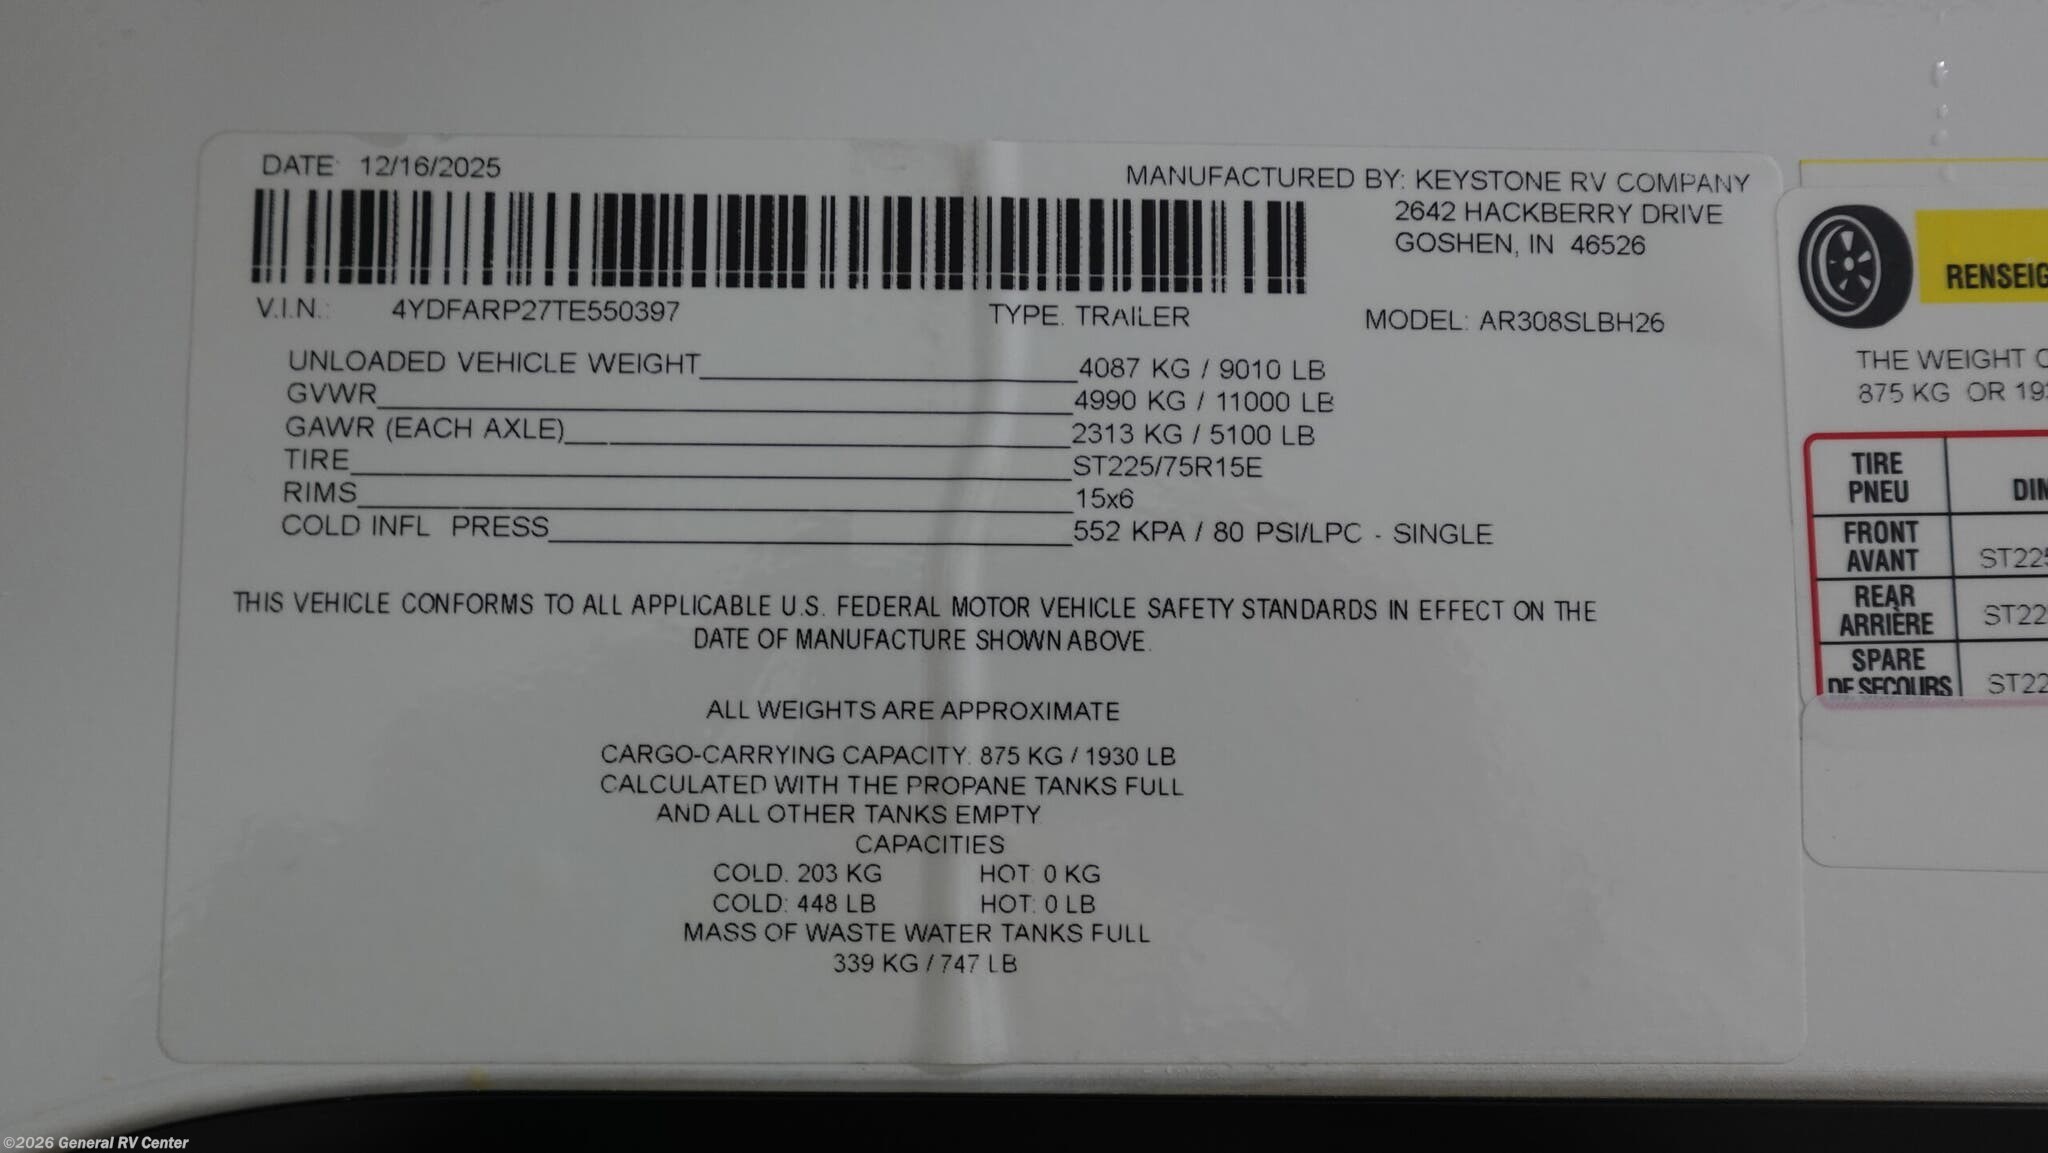 DATE: 12/16/2025
MANUFACTURED BY: KEYSTONE RV COMPANY
2642 HACKBERRY DRIVE
GOSHEN, IN 46526
V.I.N.: 4YDFARP27TE550397 TYPE: TRAILER MODEL: AR308SLBH26
UNLOADED VEHICLE WEIGHT 4087 KG / 9010 LB
GVWR 4990 KG / 11000 LB
GAWR (EACH AXLE) 2313 KG / 5100 LB
TIRE ST225/75R15E
RIMS 15x6
COLD INFL PRESS 552 KPA / 80 PSI/LPC - SINGLE
THIS VEHICLE CONFORMS TO ALL APPLICABLE U.S. FEDERAL MOTOR VEHICLE SAFETY STANDARDS IN EFFECT ON THE
DATE OF MANUFACTURE SHOWN ABOVE.
ALL WEIGHTS ARE APPROXIMATE
CARGO-CARRYING CAPACITY: 875 KG / 1930 LB
CALCULATED WITH THE PROPANE TANKS FULL
AND ALL OTHER TANKS EMPTY
CAPACITIES
COLD: 203 KG HOT: 0 KG
COLD: 448 LB HOT: 0 LB
MASS OF WASTE WATER TANKS FULL
339 KG / 747 LB
RENSEIG
THE WEIGHT
875 KG OR 193
TIRE
PNEU
DIM
FRONT
AVANT
ST225
REAR
ARRIÈRE
ST22
SPARE
DE SECOURS
ST22
©2026 General RV Center